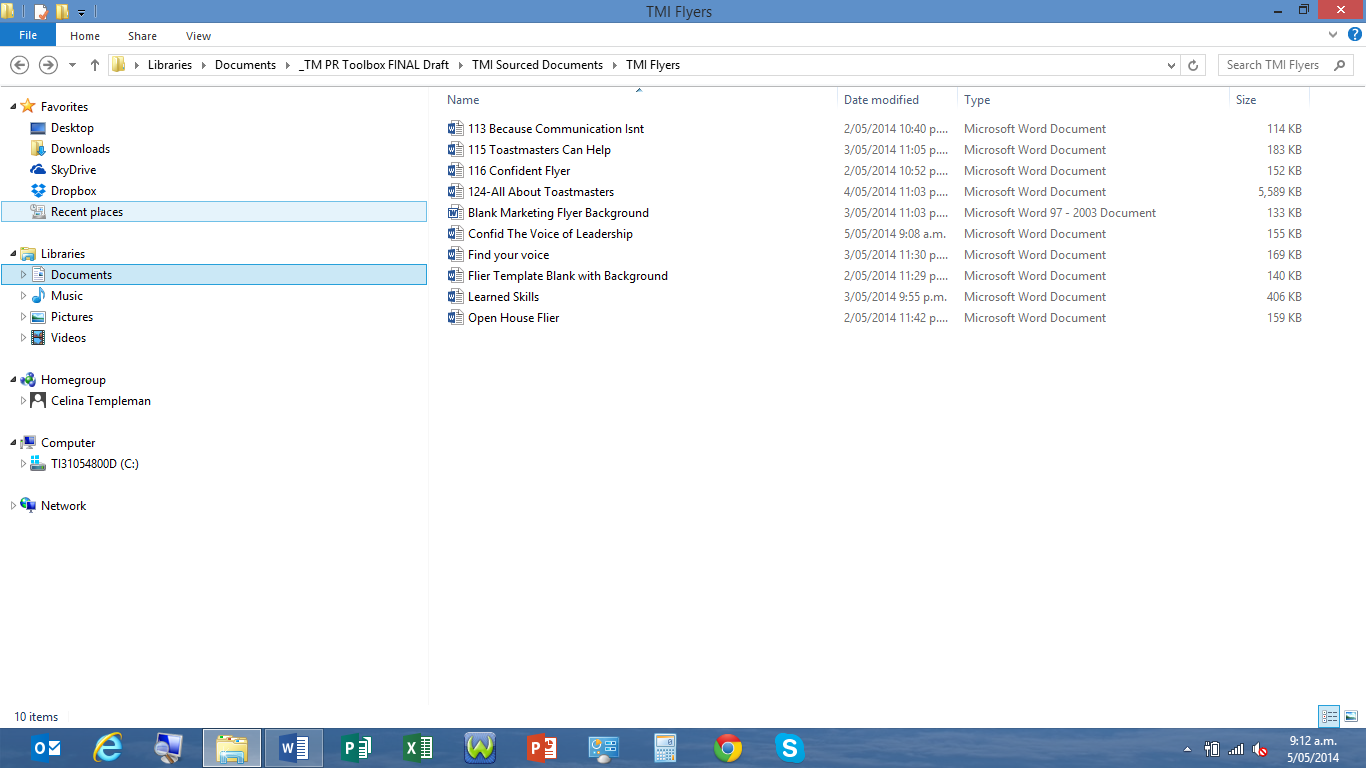 TMI Flyers
File Home Share View
Libraries Documents _TM PR Toolbox FINAL Draft TMI Sourced Documents TMI Flyers Search TMI Flyers
Favorites
Desktop
Downloads
SkyDrive
Dropbox
Recent places
Libraries
Documents
Music
Pictures
Videos
Homegroup
Celina Templeman
Computer
TI31054800D (C:)
Network
Name Date modified Type Size
113 Because Communication Isnt 2/05/2014 10:40 p.... Microsoft Word Document 114 KB
115 Toastmasters Can Help 3/05/2014 11:05 p.... Microsoft Word Document 183 KB
116 Confident Flyer 2/05/2014 10:52 p.... Microsoft Word Document 152 KB
124-All About Toastmasters 4/05/2014 11:03 p.... Microsoft Word Document 5,589 KB
Blank Marketing Flyer Background 3/05/2014 11:03 p.... Microsoft Word 97 - 2003 Document 133 KB
Confid The Voice of Leadership 5/05/2014 9:08 a.m. Microsoft Word Document 155 KB
Find your voice 3/05/2014 11:30 p.... Microsoft Word Document 169 KB
Flier Template Blank with Background 2/05/2014 11:29 p.... Microsoft Word Document 140 KB
Learned Skills 3/05/2014 9:55 p.m. Microsoft Word Document 406 KB
Open House Flier 2/05/2014 11:42 p.... Microsoft Word Document 159 KB
10 items
9:12 a.m.
5/05/2014